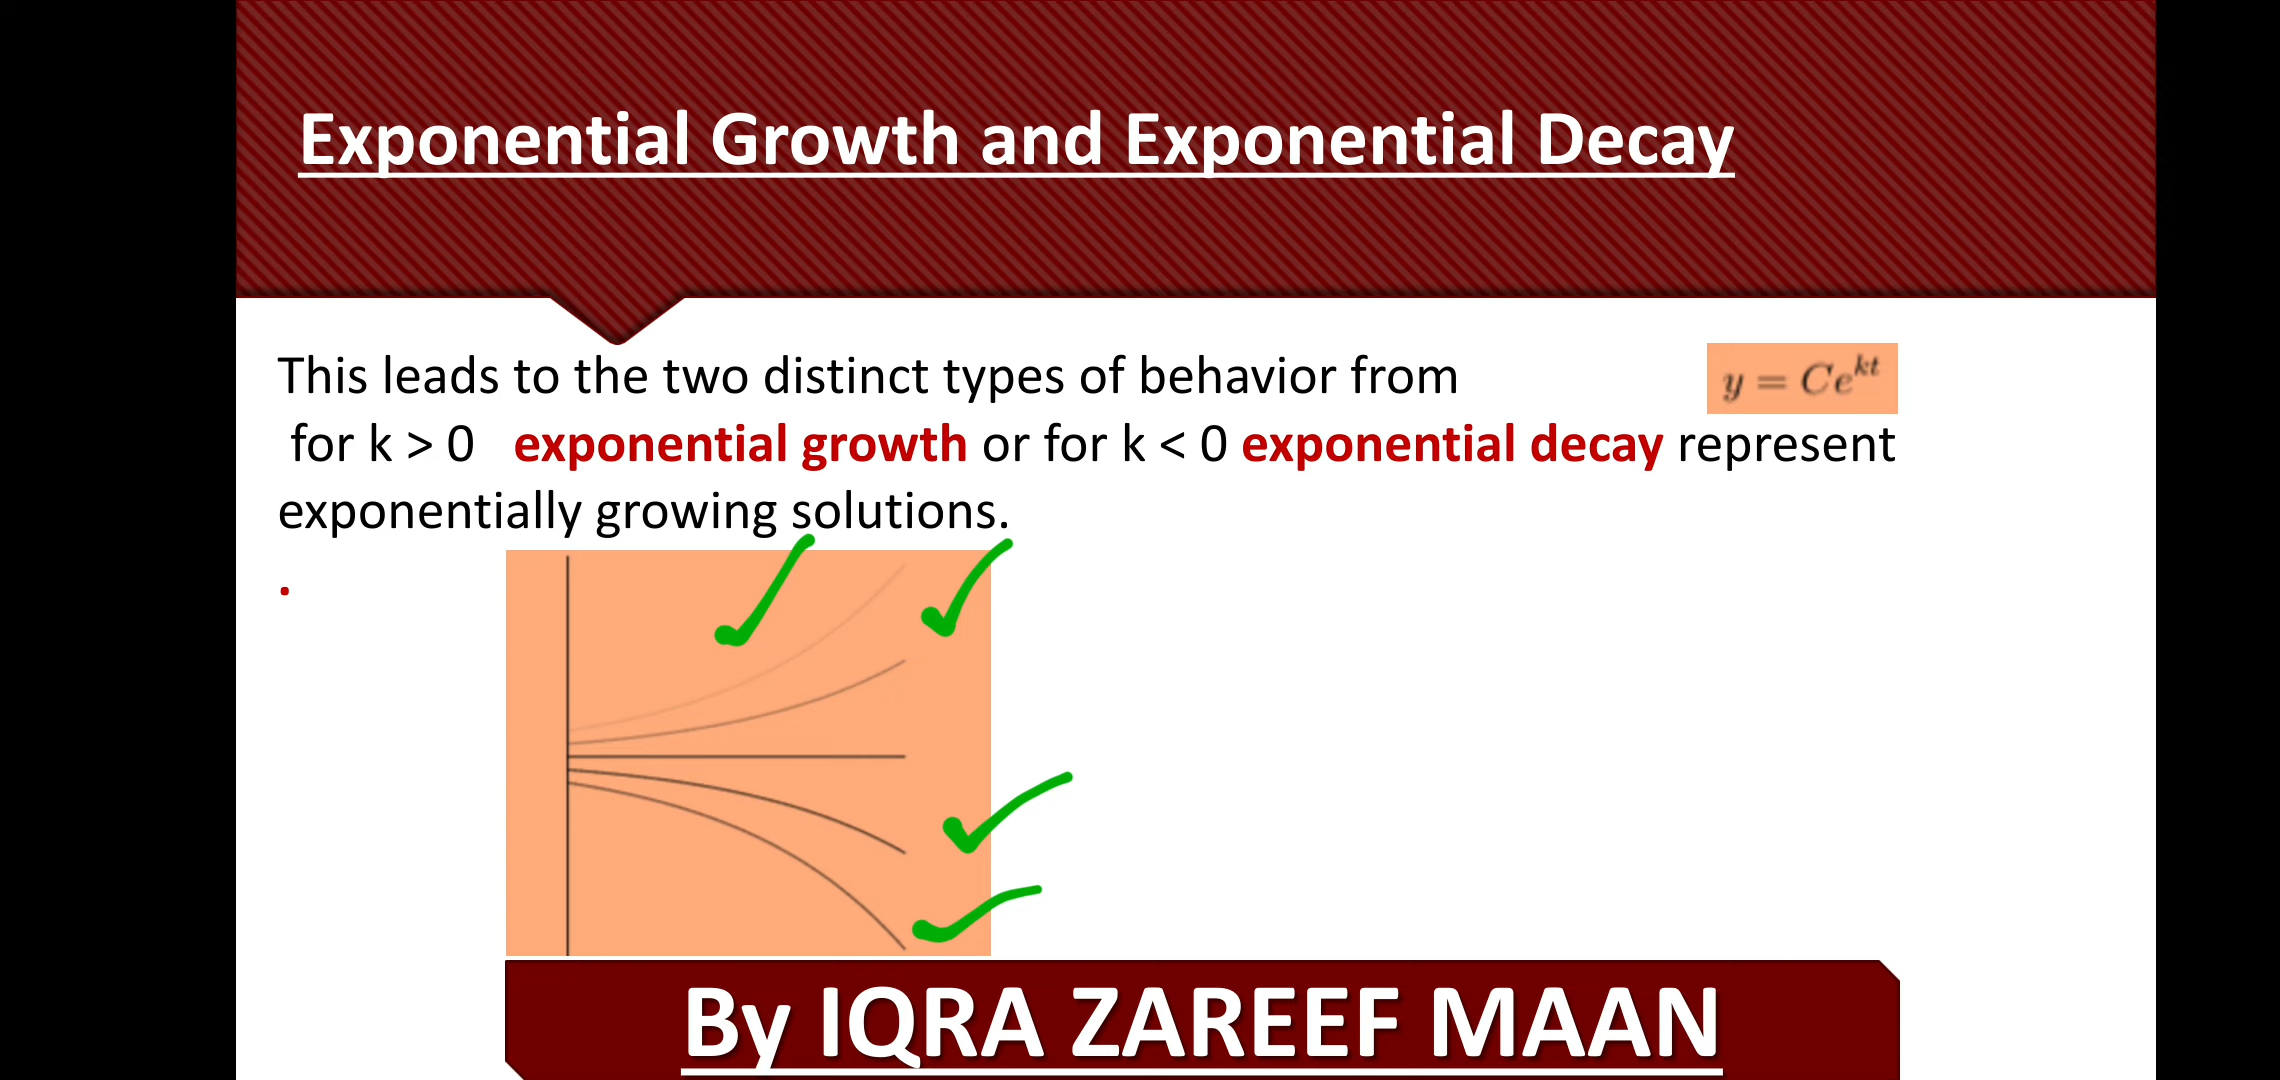 Exponential Growth and Exponential Decay
This leads to the two distinct types of behavior from y = Ce^{kt}
for k > 0 exponential growth or for k < 0 exponential decay represent
exponentially growing solutions.
.
By IQRA ZAREEF MAAN